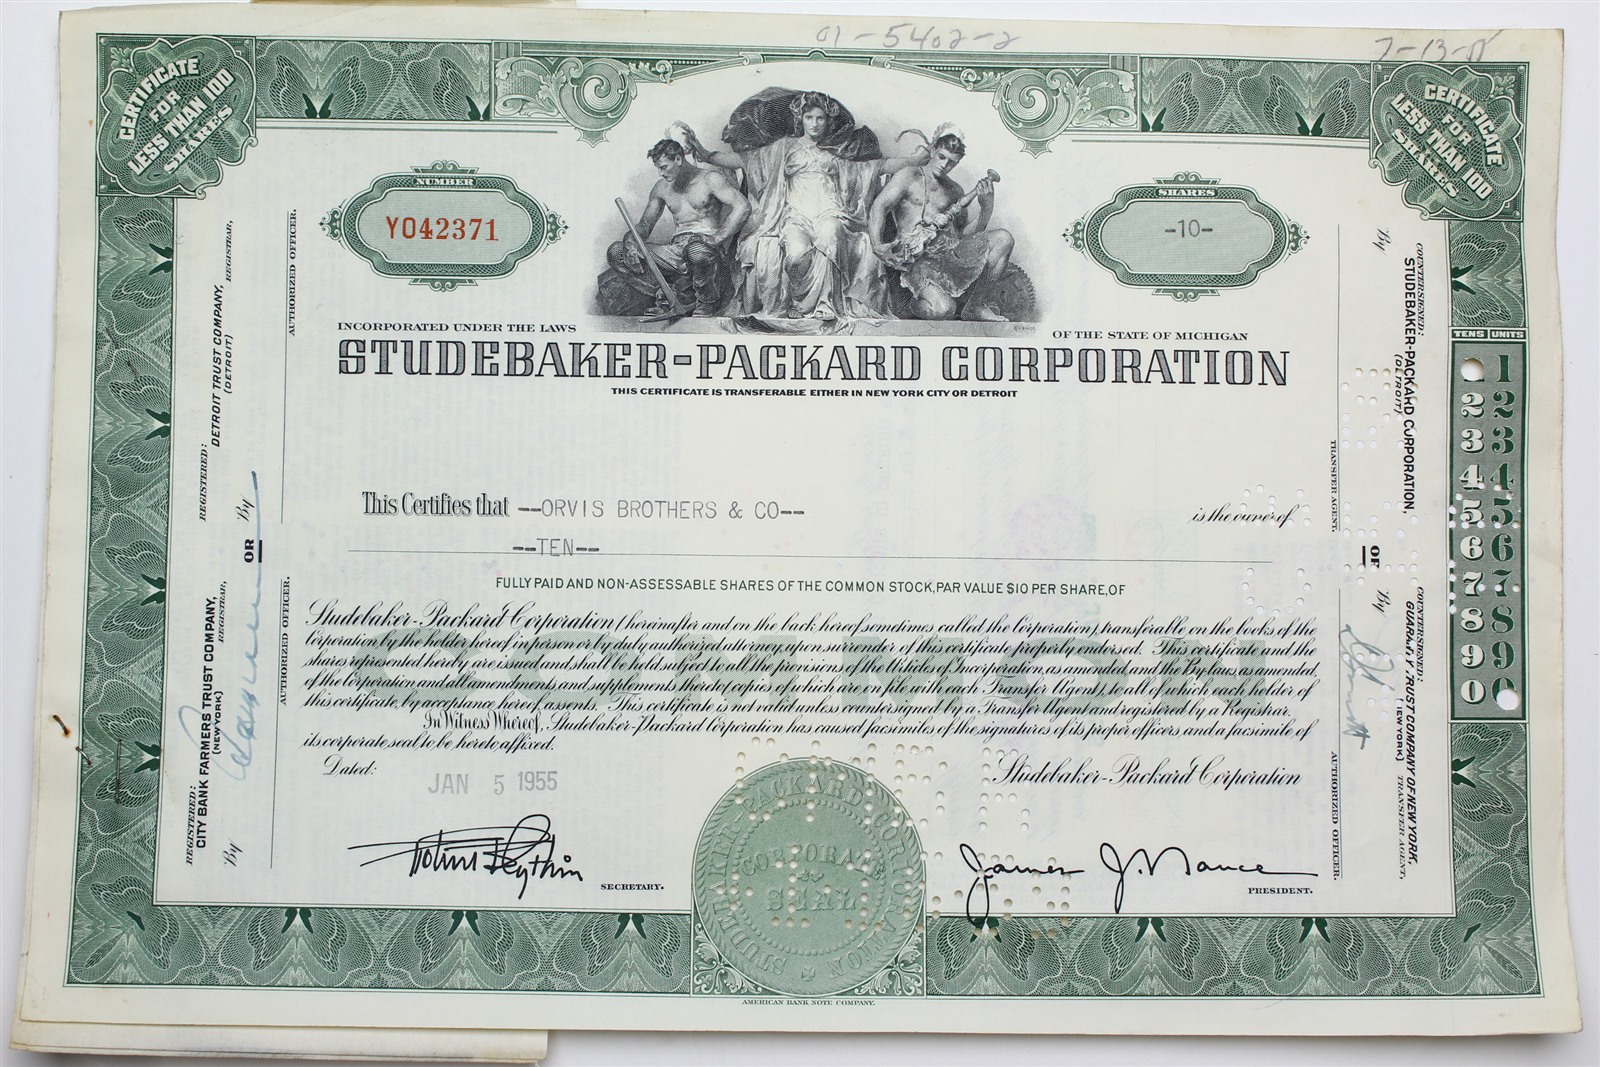 01-5402-2
7-13-
CERTIFICATE
FOR
LESS THAN 100
SHARES
CERTIFICATE
FOR
LESS THAN 100
SHARES
NUMBER
YO42371
SHARES
-10-
INCORPORATED UNDER THE LAWS
OF THE STATE OF MICHIGAN
STUDEBAKER-PACKARD CORPORATION
THIS CERTIFICATE IS TRANSFERABLE EITHER IN NEW YORK CITY OR DETROIT
This Certifies that --ORVIS BROTHERS & CO-- is the owner of
--TEN--
FULLY PAID AND NON-ASSESSABLE SHARES OF THE COMMON STOCK, PAR VALUE $10 PER SHARE, OF
Studebaker-Packard Corporation (hereinafter and on the back hereof sometimes called the Corporation), transferable on the books of the
Corporation by the holder hereof in person or by duly authorized attorney, upon surrender of this certificate properly endorsed. This certificate and the
shares represented hereby are issued and shall be held subject to all the provisions of the Articles of Incorporation, as amended, and the By-laws, as amended,
of the Corporation and all amendments and supplements thereto (copies of which are on file with each Transfer Agent), to all of which each holder of
this certificate, by acceptance hereof, assents. This certificate is not valid unless countersigned by a Transfer Agent and registered by a Registrar.
In Witness Whereof, Studebaker-Packard Corporation has caused facsimiles of the signatures of its proper officers and a facsimile of
its corporate seal to be hereto affixed.
Dated:
JAN 5 1955
Studebaker-Packard Corporation
SECRETARY.
James J. Nance
PRESIDENT.
STUDEBAKER-PACKARD CORPORATION
CORPORATE
SEAL
AMERICAN BANK NOTE COMPANY.
REGISTERED:
DETROIT TRUST COMPANY,
(DETROIT)
REGISTRAR,
By
AUTHORIZED OFFICER.
OR
REGISTERED:
CITY BANK FARMERS TRUST COMPANY,
(NEW YORK)
REGISTRAR,
By
AUTHORIZED OFFICER.
COUNTERSIGNED:
STUDEBAKER-PACKARD CORPORATION
(DETROIT)
By
TRANSFER AGENT.
OR
COUNTERSIGNED:
GUARANTY TRUST COMPANY OF NEW YORK,
(NEW YORK)
TRANSFER AGENT,
By
AUTHORIZED OFFICER.
TENS UNITS
1
2 2
3 3
4 4
5 5
6 6
7 7
8 8
9 9
0 0